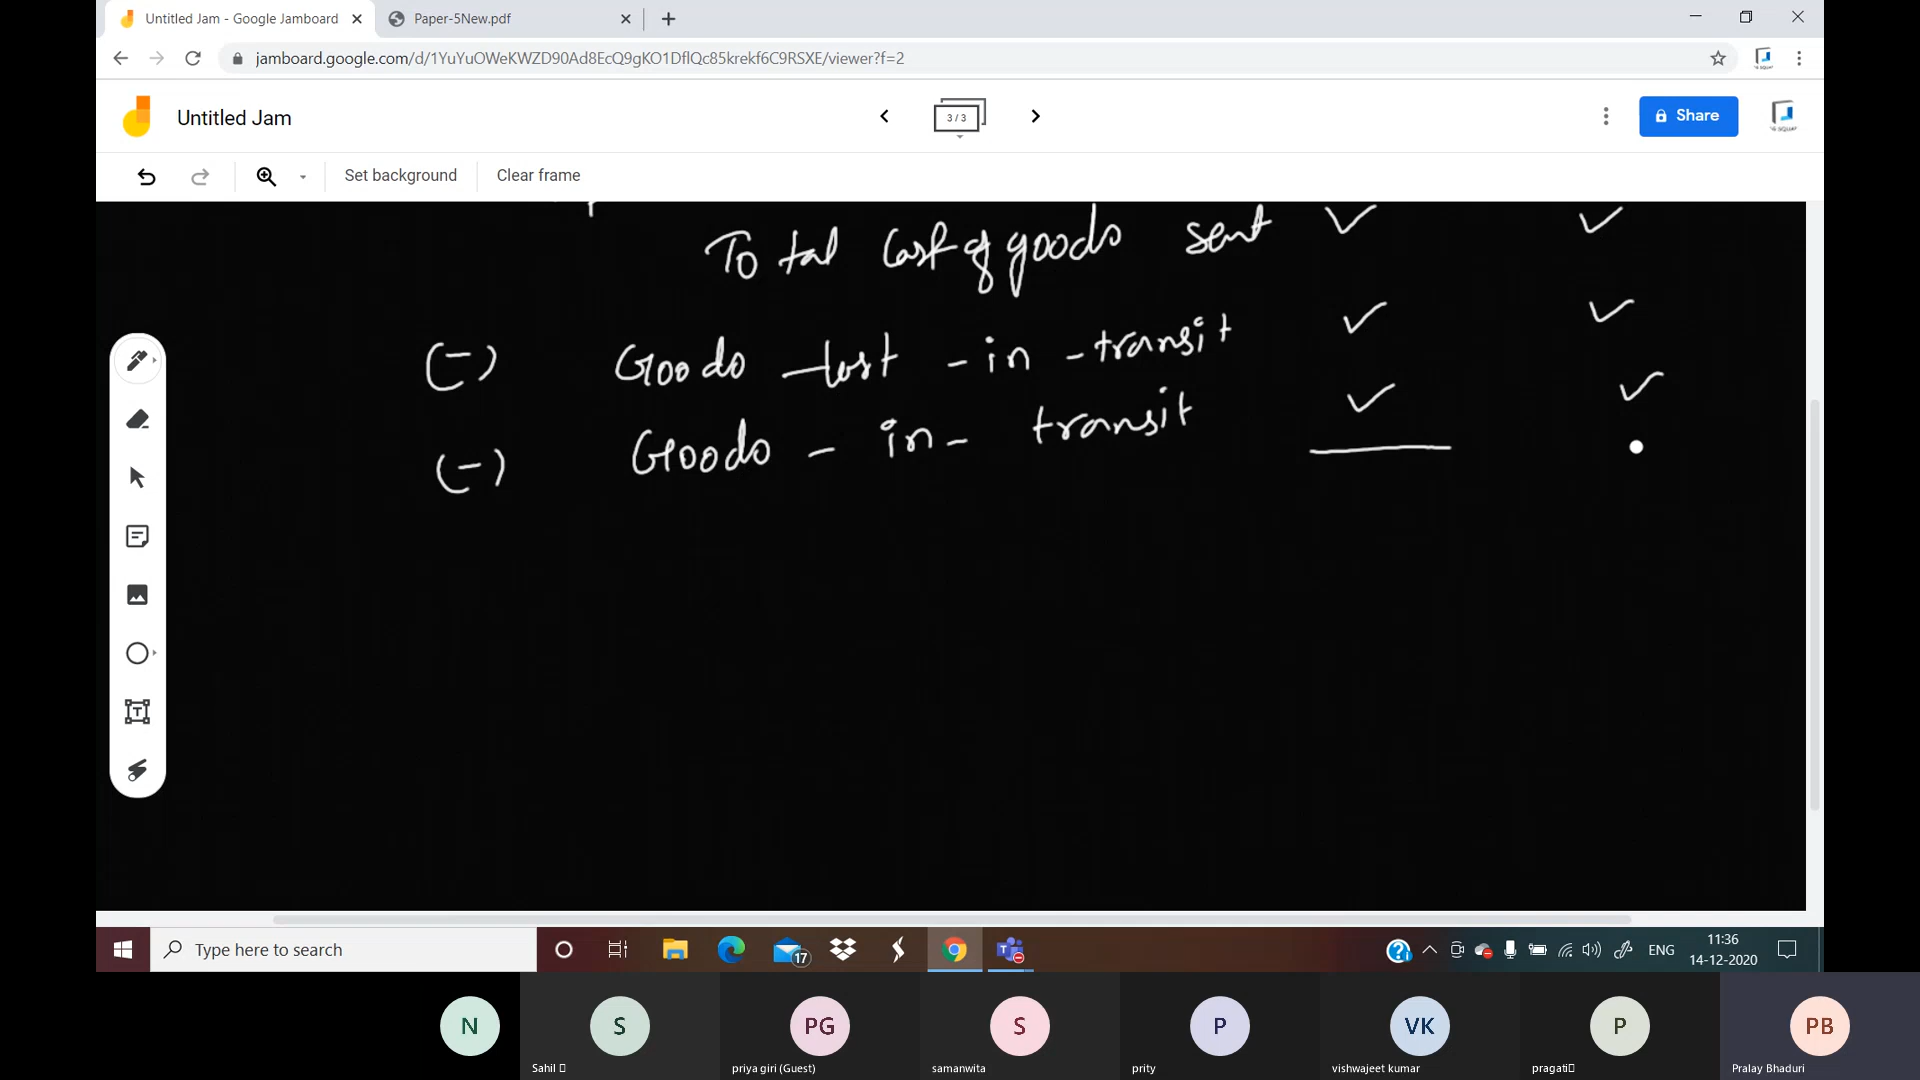 Untitled Jam - Google Jamboard
Paper-5New.pdf
jamboard.google.com/d/1YuYuOWeKWZD90Ad8EcQ9gKO1DflQc85krekf6C9RSXE/viewer?f=2
Untitled Jam
3 / 3
Share
Set background
Clear frame
Total Cost of goods sent
(-) Goods -lost -in -transit
(-) Goods - in - transit
Type here to search
17
ENG
11:36
14-12-2020
N
S
PG
S
P
VK
P
PB
Sahil
priya giri (Guest)
samanwita
prity
vishwajeet kumar
pragati
Pralay Bhaduri